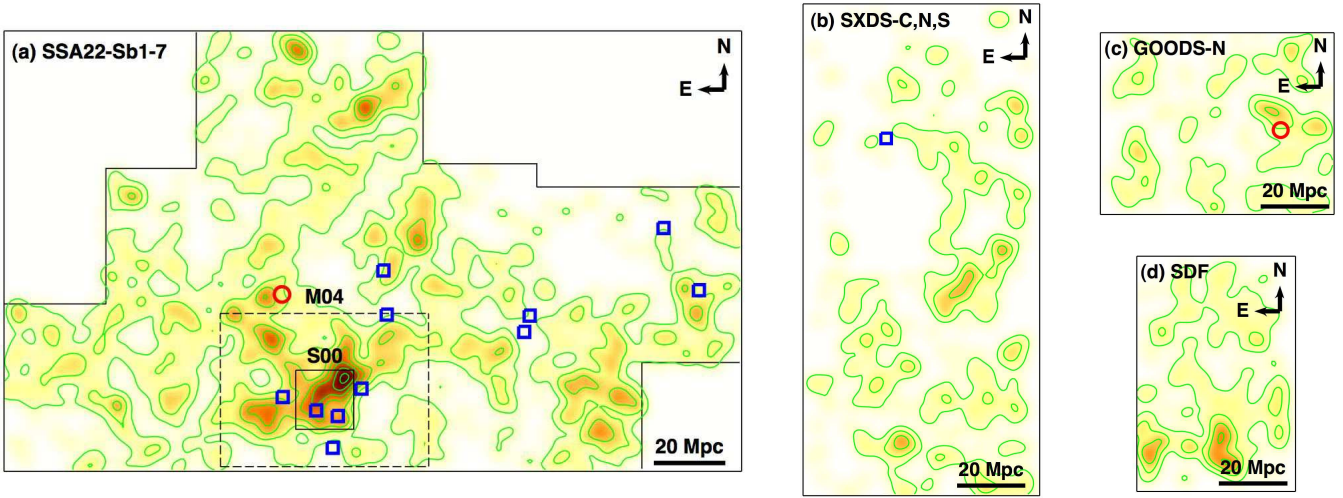 (a) SSA22-Sb1-7
N
E
M04
S00
20 Mpc
(b) SXDS-C,N,S
N
E
20 Mpc
(c) GOODS-N
N
E
20 Mpc
(d) SDF
N
E
20 Mpc